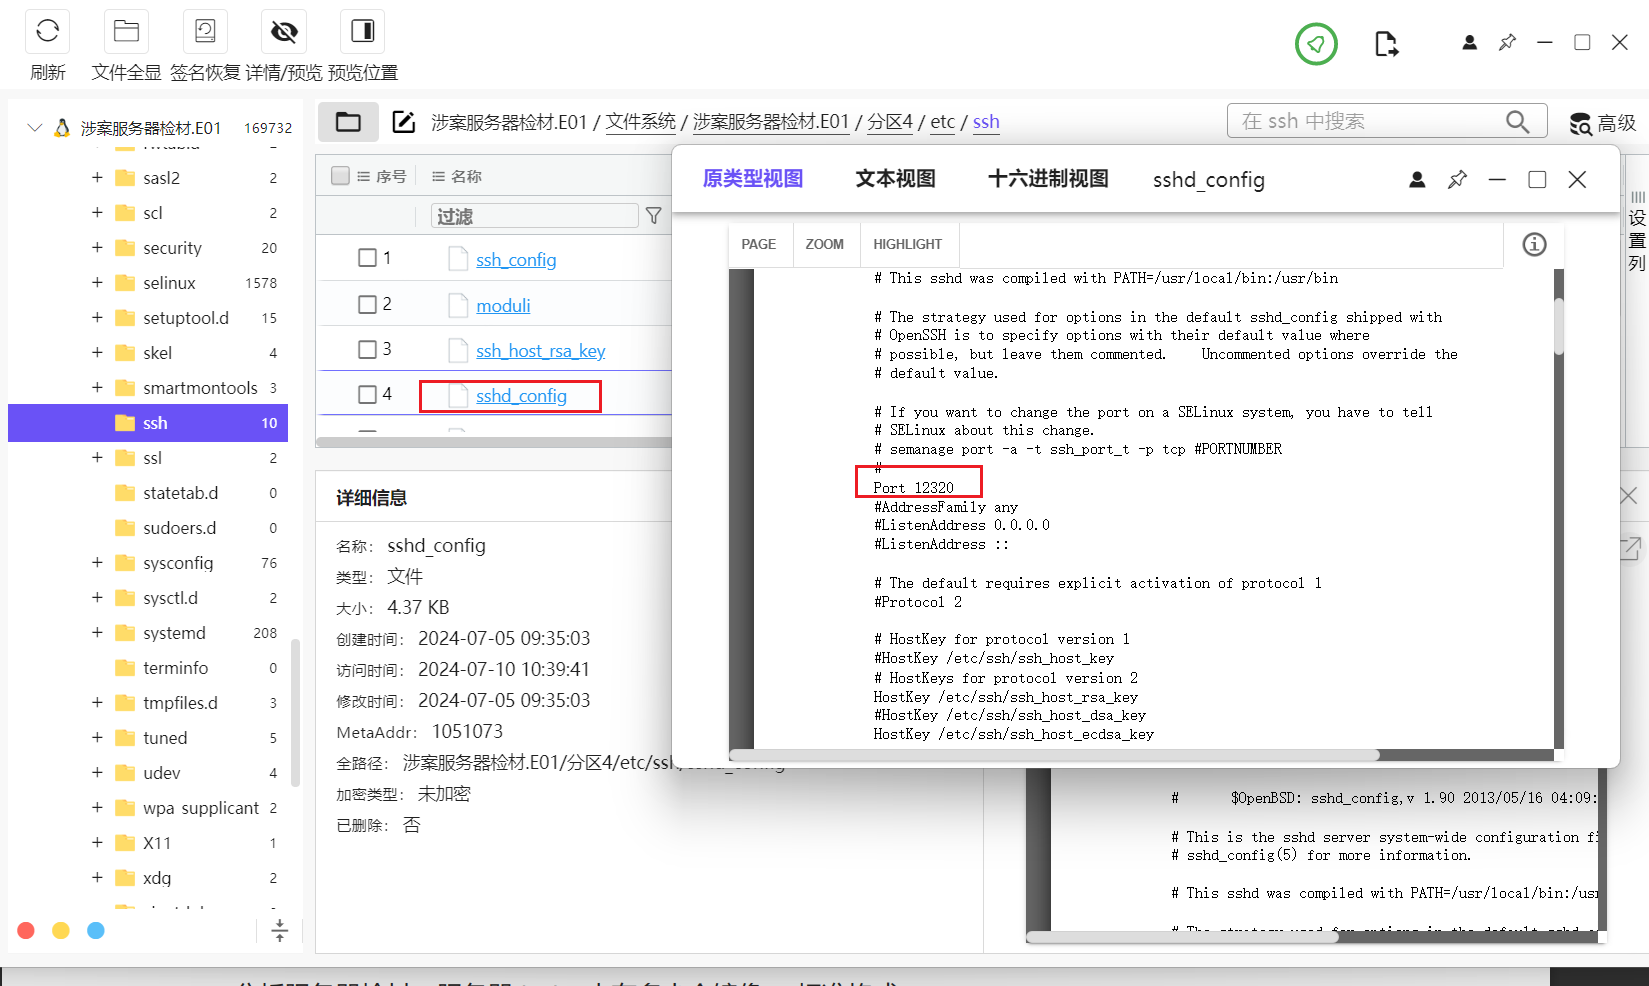 刷新
文件全显
签名恢复
详情/预览
预览位置
涉案服务器检材.E01 169732
sasl2 2
scl 2
security 20
selinux 1578
setuptool.d 15
skel 4
smartmontools 3
ssh 10
ssl 2
statetab.d 0
sudoers.d 0
sysconfig 76
sysctl.d 2
systemd 208
terminfo 0
tmpfiles.d 3
tuned 5
udev 4
wpa_supplicant 2
X11 1
xdg 2
涉案服务器检材.E01 / 文件系统 / 涉案服务器检材.E01 / 分区4 / etc / ssh
在 ssh 中搜索
高级
序号 名称
过滤
1 ssh_config
2 moduli
3 ssh_host_rsa_key
4 sshd_config
设置列
详细信息
名称: sshd_config
类型: 文件
大小: 4.37 KB
创建时间: 2024-07-05 09:35:03
访问时间: 2024-07-10 10:39:41
修改时间: 2024-07-05 09:35:03
MetaAddr: 1051073
全路径: 涉案服务器检材.E01/分区4/etc/ssh/sshd_config
加密类型: 未加密
已删除: 否
原类型视图 文本视图 十六进制视图 sshd_config
PAGE ZOOM HIGHLIGHT
# This sshd was compiled with PATH=/usr/local/bin:/usr/bin
# The strategy used for options in the default sshd_config shipped with
# OpenSSH is to specify options with their default value where
# possible, but leave them commented. Uncommented options override the
# default value.
# If you want to change the port on a SELinux system, you have to tell
# SELinux about this change.
# semanage port -a -t ssh_port_t -p tcp #PORTNUMBER
#
Port 12320
#AddressFamily any
#ListenAddress 0.0.0.0
#ListenAddress ::
# The default requires explicit activation of protocol 1
#Protocol 2
# HostKey for protocol version 1
#HostKey /etc/ssh/ssh_host_key
# HostKeys for protocol version 2
HostKey /etc/ssh/ssh_host_rsa_key
#HostKey /etc/ssh/ssh_host_dsa_key
HostKey /etc/ssh/ssh_host_ecdsa_key
# $OpenBSD: sshd_config,v 1.90 2013/05/16 04:09:
# This is the sshd server system-wide configuration fi
# sshd_config(5) for more information.
# This sshd was compiled with PATH=/usr/local/bin:/usr
# The strategy used for options in the default sshd